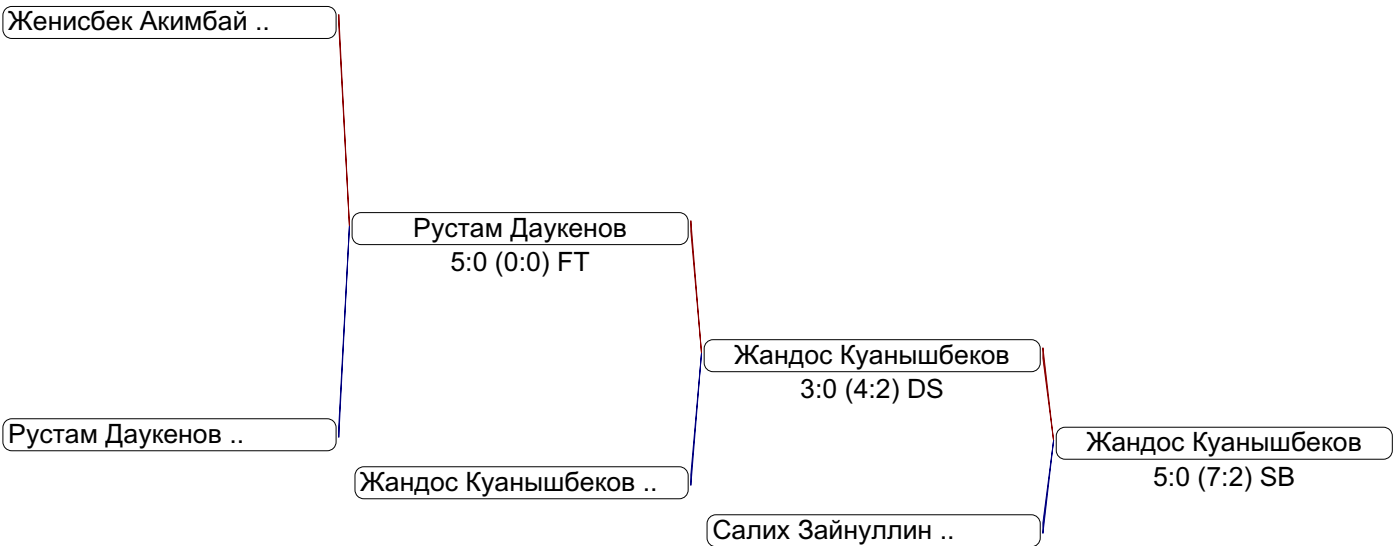 Женисбек Акимбай ..
Рустам Даукенов
5:0 (0:0) FT
Жандос Куанышбеков
3:0 (4:2) DS
Рустам Даукенов ..
Жандос Куанышбеков
5:0 (7:2) SB
Жандос Куанышбеков ..
Салих Зайнуллин ..